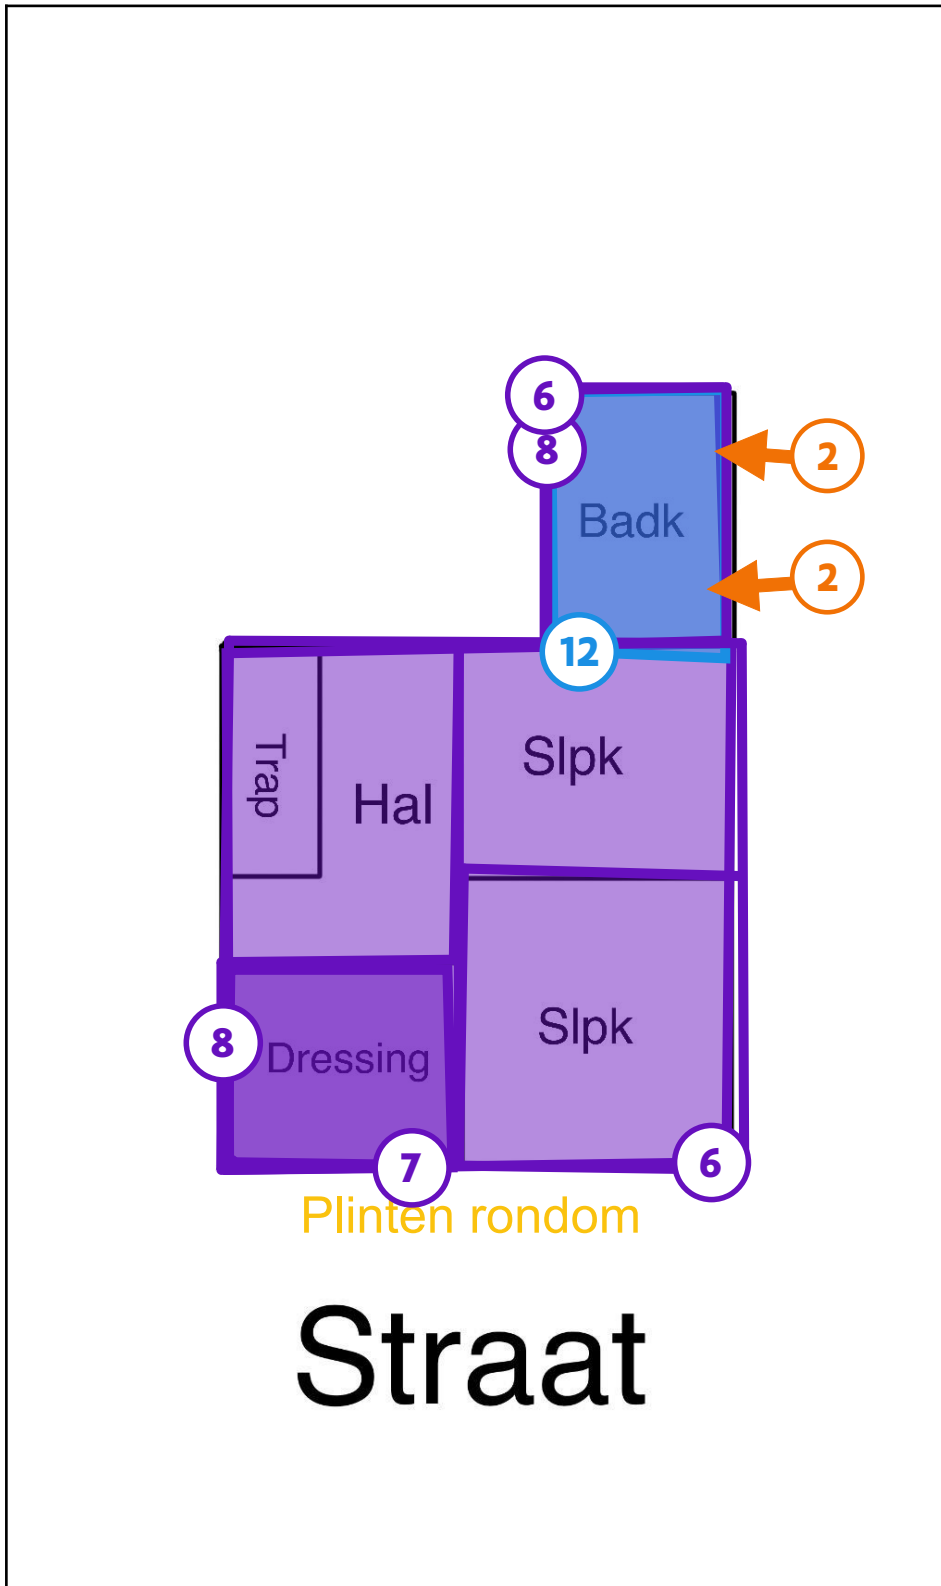 6
8
2
Badk
2
12
Trap
Hal
Slpk
Slpk
8
Dressing
7
6
Plinten rondom
Straat